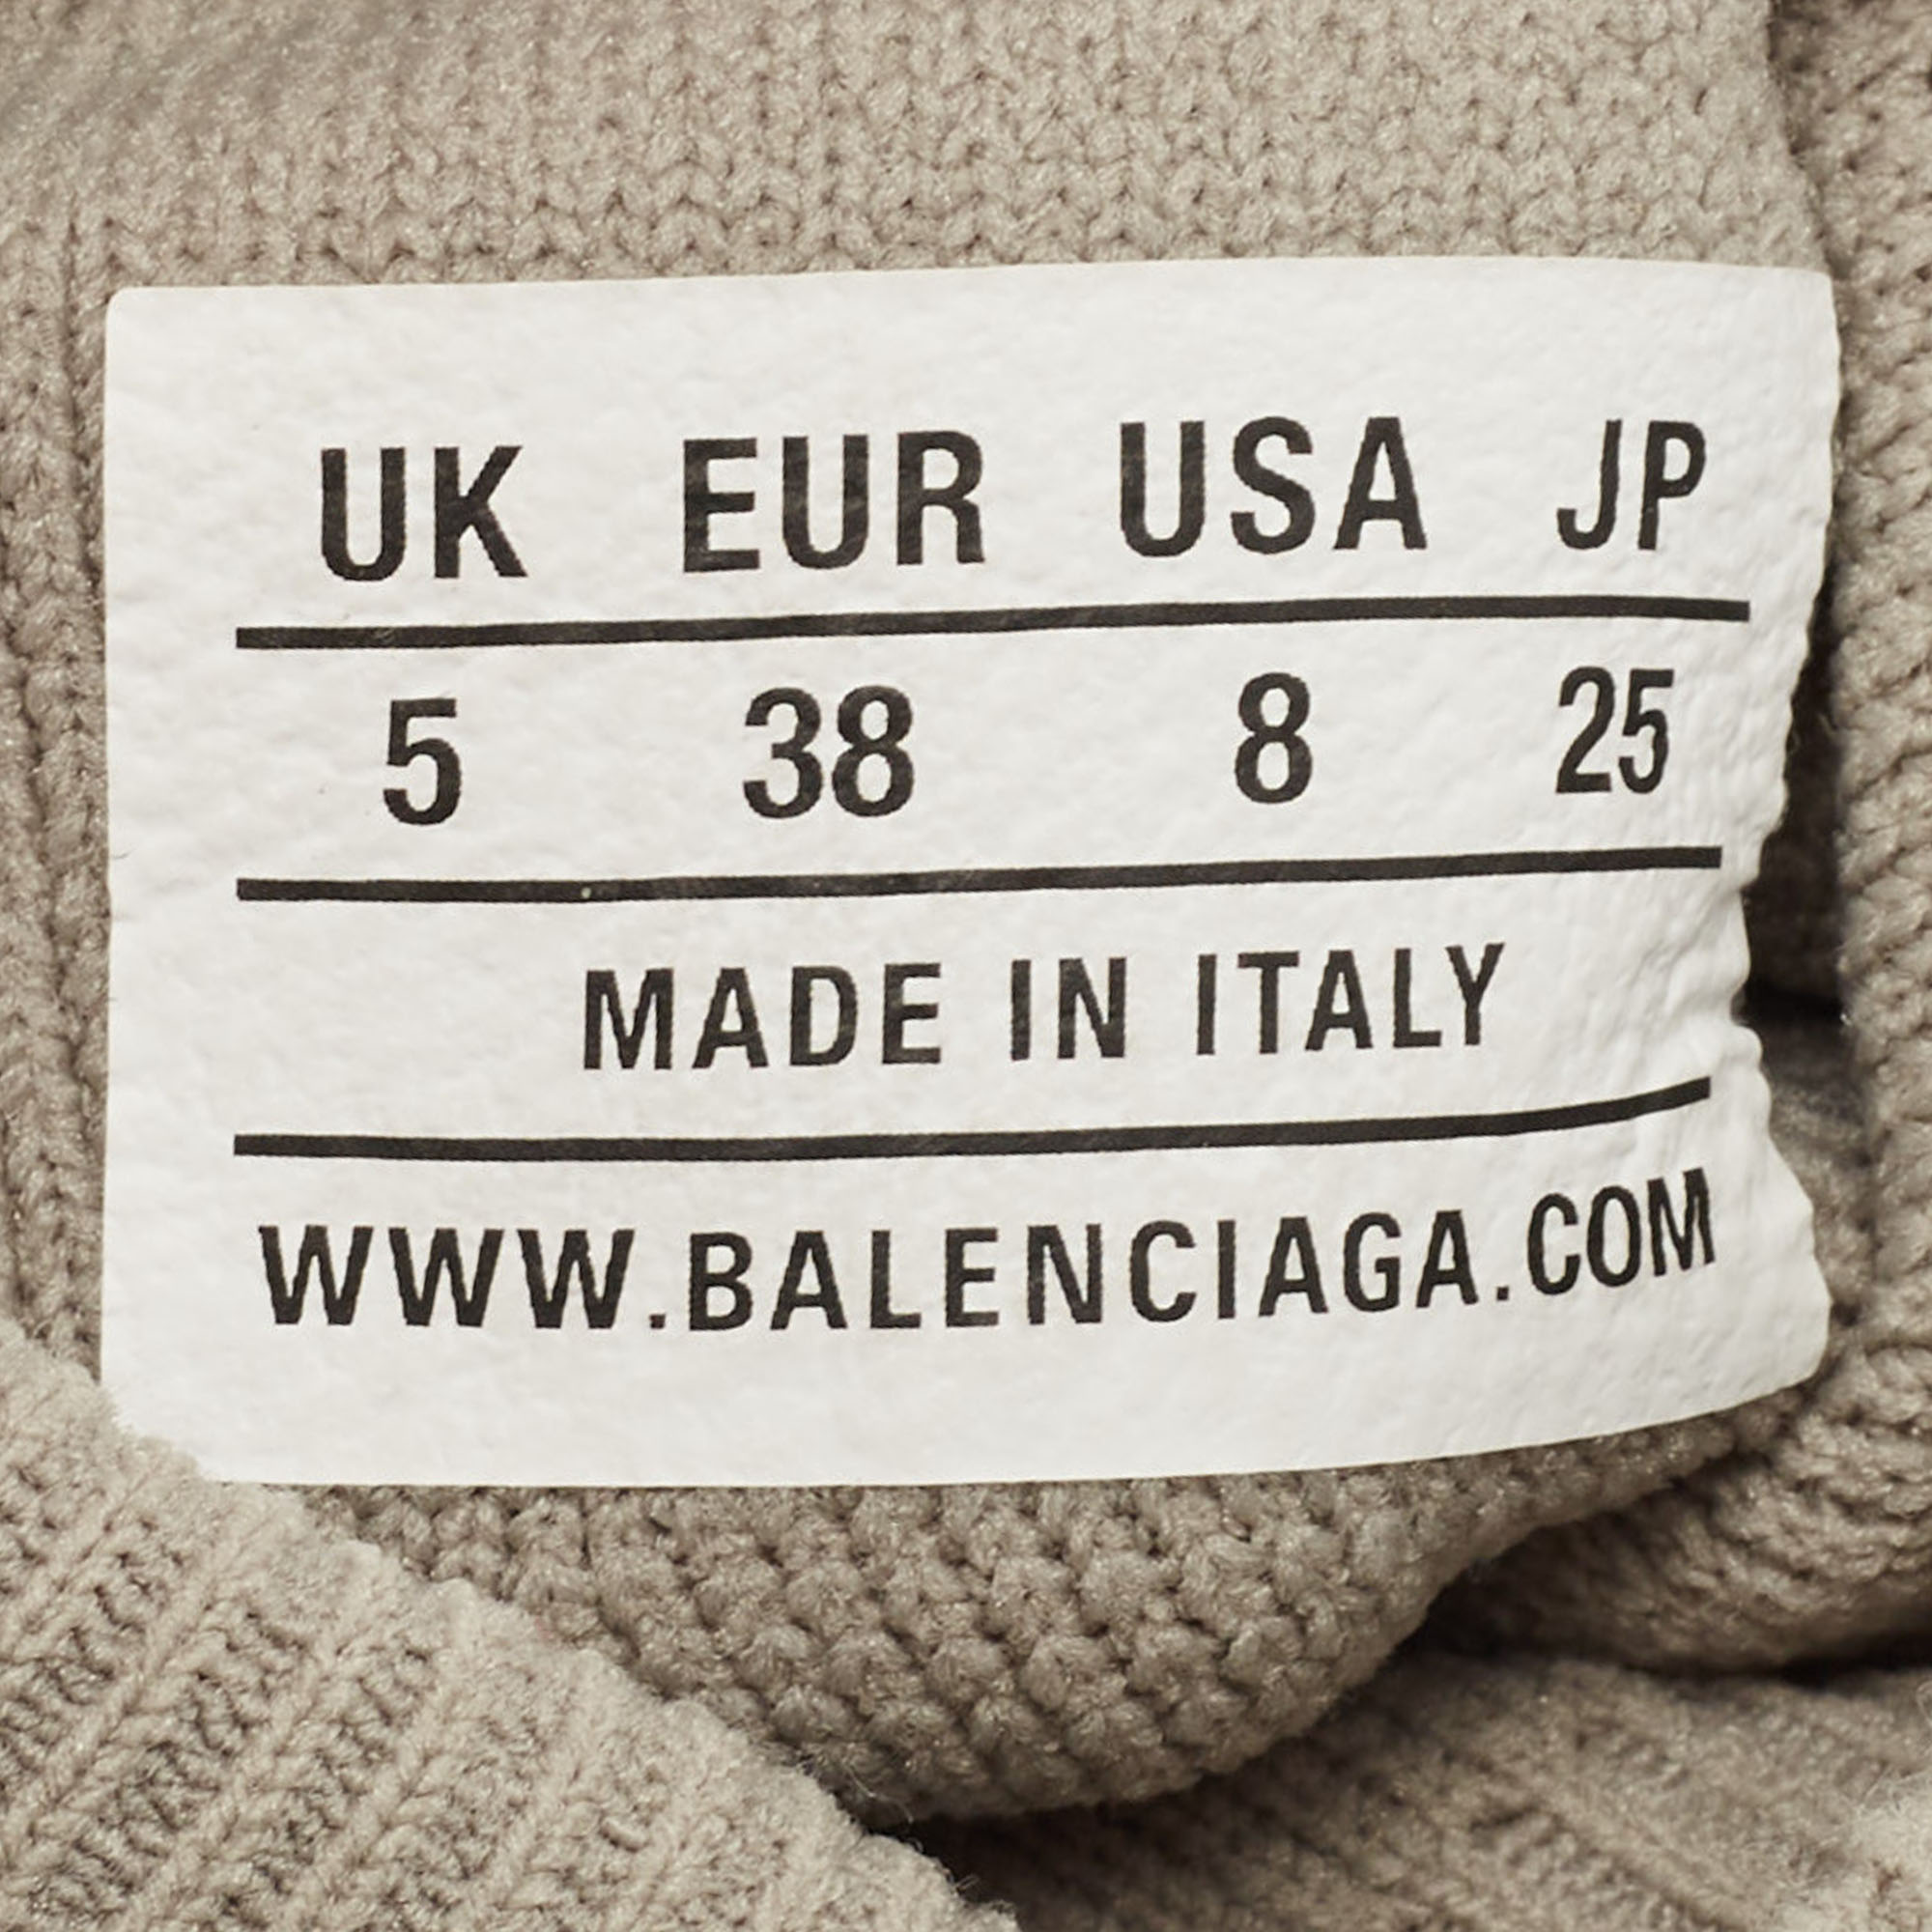 UK EUR USA JP
5 38 8 25
MADE IN ITALY
WWW.BALENCIAGA.COM